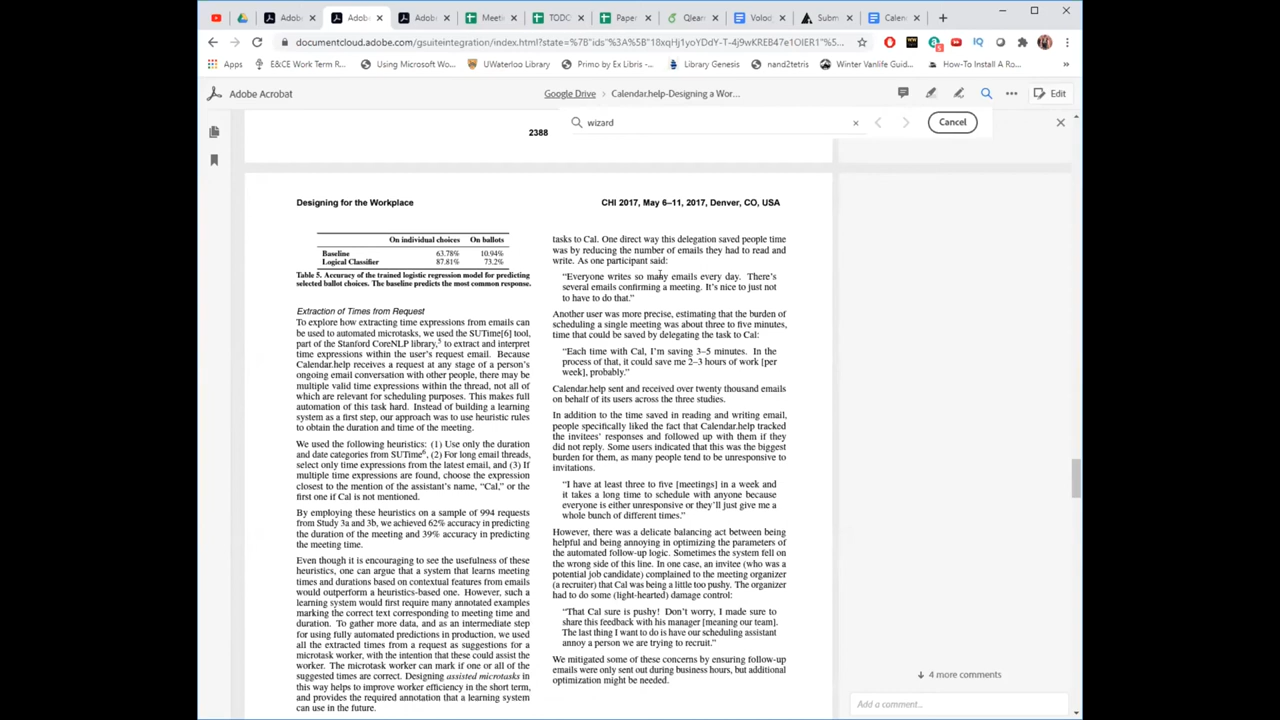 Adobe
Adobe
Adobe
Meetin
TODO
Paper
Qlearn
Volod
Subm
Calen
documentcloud.adobe.com/gsuiteintegration/index.html?state=%7B"ids"%3A%5B"18xqHj1yoYDdY-T-4j9wKREB47e1OIER1"%5...
Apps
E&CE Work Term R...
Using Microsoft Wo...
UWaterloo Library
Primo by Ex Libris -...
Library Genesis
nand2tetris
Winter Vanlife Guid...
How-To Install A Ro...
Adobe Acrobat
Google Drive > Calendar.help-Designing a Wor...
Edit
wizard
Cancel
2388
Designing for the Workplace
CHI 2017, May 6–11, 2017, Denver, CO, USA
On individual choices On ballots
Baseline 63.78% 10.94%
Logical Classifier 87.81% 73.2%
Table 5. Accuracy of the trained logistic regression model for predicting
selected ballot choices. The baseline predicts the most common response.
Extraction of Times from Request
To explore how extracting time expressions from emails can
be used to automated microtasks, we used the SUTime[6] tool,
part of the Stanford CoreNLP library,5 to extract and interpret
time expressions within the user's request email. Because
Calendar.help receives a request at any stage of a person's
ongoing email conversation with other people, there may be
multiple valid time expressions within the thread, not all of
which are relevant for scheduling purposes. This makes full
automation of this task hard. Instead of building a learning
system as a first step, our approach was to use heuristic rules
to obtain the duration and time of the meeting.
We used the following heuristics: (1) Use only the duration
and date categories from SUTime6, (2) For long email threads,
select only time expressions from the latest email, and (3) If
multiple time expressions are found, choose the expression
closest to the mention of the assistant's name, "Cal," or the
first one if Cal is not mentioned.
By employing these heuristics on a sample of 994 requests
from Study 3a and 3b, we achieved 62% accuracy in predicting
the duration of the meeting and 39% accuracy in predicting
the meeting time.
Even though it is encouraging to see the usefulness of these
heuristics, one can argue that a system that learns meeting
times and durations based on contextual features from emails
would outperform a heuristics-based one. However, such a
learning system would first require many annotated examples
marking the correct text corresponding to meeting time and
duration. To gather more data, and as an intermediate step
for using fully automated predictions in production, we used
all the extracted times from a request as suggestions for a
microtask worker, with the intention that these could assist the
worker. The microtask worker can mark if one or all of the
suggested times are correct. Designing assisted microtasks in
this way helps to improve worker efficiency in the short term,
and provides the required annotation that a learning system
can use in the future.
tasks to Cal. One direct way this delegation saved people time
was by reducing the number of emails they had to read and
write. As one participant said:
"Everyone writes so many emails every day. There's
several emails confirming a meeting. It's nice to just not
to have to do that."
Another user was more precise, estimating that the burden of
scheduling a single meeting was about three to five minutes,
time that could be saved by delegating the task to Cal:
"Each time with Cal, I'm saving 3–5 minutes. In the
process of that, it could save me 2–3 hours of work [per
week], probably."
Calendar.help sent and received over twenty thousand emails
on behalf of its users across the three studies.
In addition to the time saved in reading and writing email,
people specifically liked the fact that Calendar.help tracked
the invitees' responses and followed up with them if they
did not reply. Some users indicated that this was the biggest
burden for them, as many people tend to be unresponsive to
invitations.
"I have at least three to five [meetings] in a week and
it takes a long time to schedule with anyone because
everyone is either unresponsive or they'll just give me a
whole bunch of different times."
However, there was a delicate balancing act between being
helpful and being annoying in optimizing the parameters of
the automated follow-up logic. Sometimes the system fell on
the wrong side of this line. In one case, an invitee (who was a
potential job candidate) complained to the meeting organizer
(a recruiter) that Cal was being a little too pushy. The organizer
had to do some (light-hearted) damage control:
"That Cal sure is pushy! Don't worry, I made sure to
share this feedback with his manager [meaning our team].
The last thing I want to do is have our scheduling assistant
annoy a person we are trying to recruit."
We mitigated some of these concerns by ensuring follow-up
emails were only sent out during business hours, but additional
optimization might be needed.
4 more comments
Add a comment...